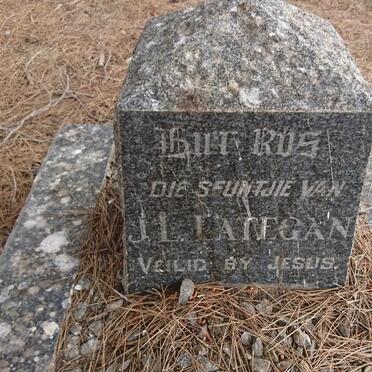 Hier Rus
DIE SEUNTJIE VAN
J. L. LATEGAN
VEILIG BY JESUS.